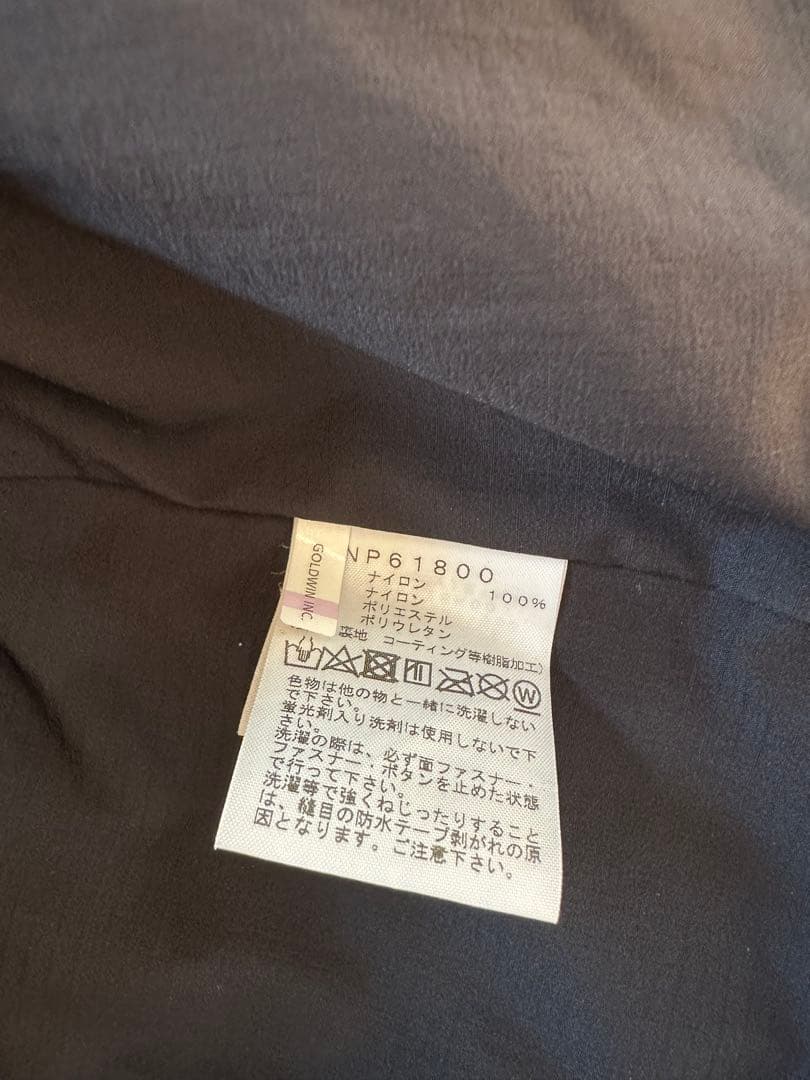 GOLDWIN INC.
NP61800
ナイロン 100%
ナイロン
ポリエステル
ポリウレタン
裏地 コーティング等樹脂加工)
W
色物は他の物と一緒に洗濯しない
で下さい。
蛍光剤入り洗剤は使用しないで下
さい。
洗濯の際は、必ず面ファスナー・
ファスナー・ボタンを止めた状態
で行って下さい。
洗濯等で強くねじったりすること
は、縫目の防水テープ剥がれの原
因となります。ご注意下さい。